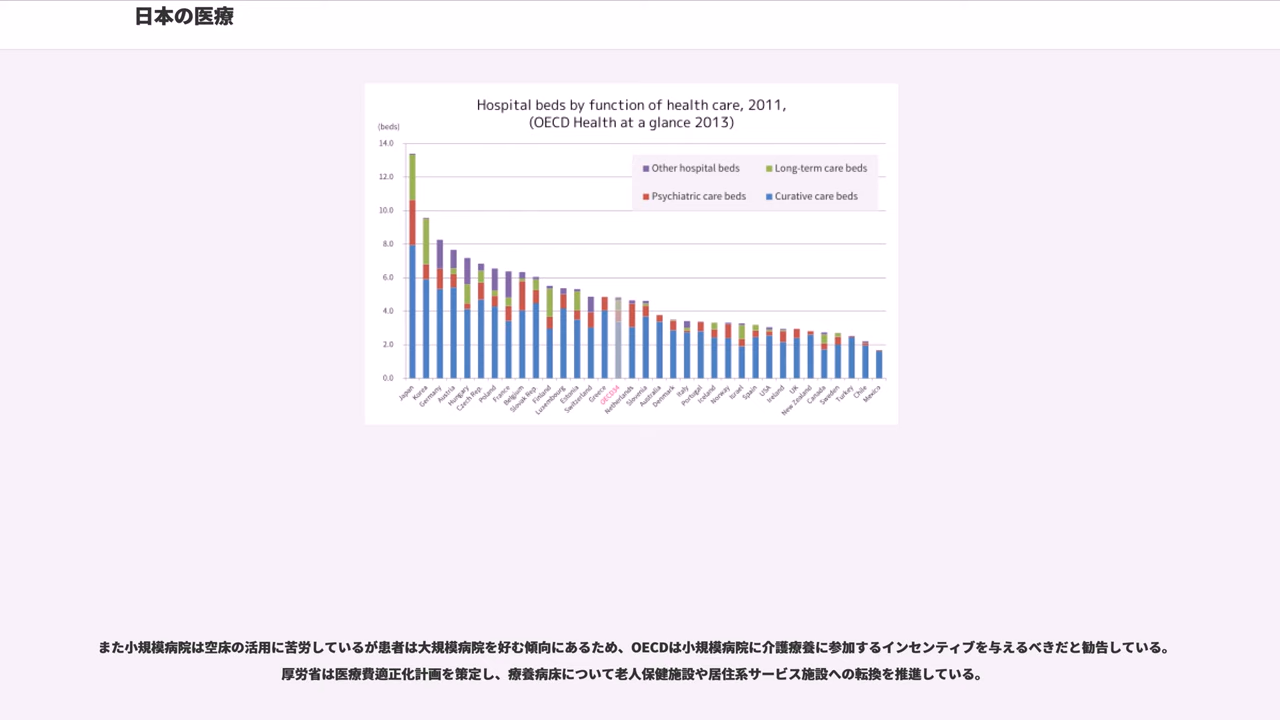 日本の医療
Hospital beds by function of health care, 2011,
(OECD Health at a glance 2013)
(beds)
14.0
12.0
10.0
8.0
6.0
4.0
2.0
0.0
Other hospital beds
Long-term care beds
Psychiatric care beds
Curative care beds
Japan
Korea
Germany
Austria
Hungary
Czech Rep.
Poland
France
Belgium
Slovak Rep.
Finland
Luxembourg
Estonia
Switzerland
Greece
OECD34
Netherlands
Slovenia
Australia
Denmark
Italy
Portugal
Iceland
Norway
Israel
Spain
USA
Ireland
UK
New Zealand
Canada
Sweden
Turkey
Chile
Mexico
また小規模病院は空床の活用に苦労しているが患者は大規模病院を好む傾向にあるため、OECDは小規模病院に介護療養に参加するインセンティブを与えるべきだと勧告している。
厚労省は医療費適正化計画を策定し、療養病床について老人保健施設や居住系サービス施設への転換を推進している。